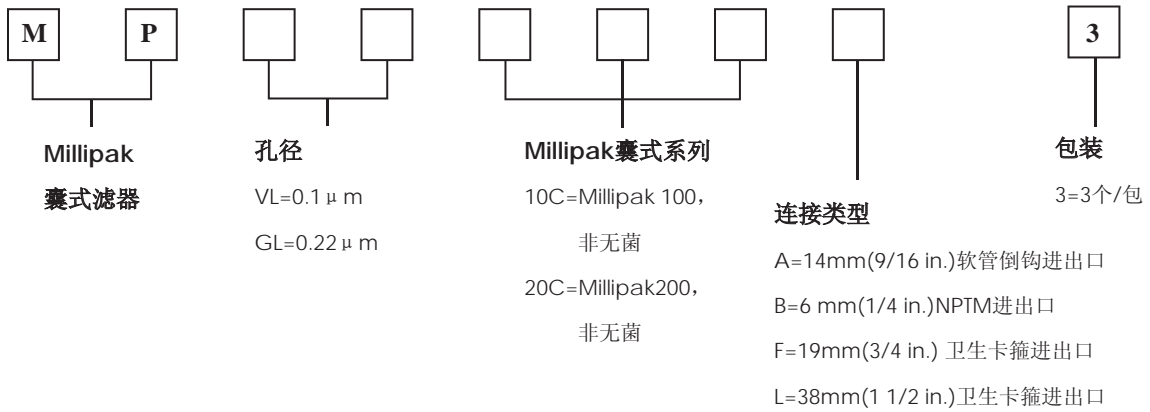 M P 3
Millipak
囊式滤器
孔径
VL=0.1 μ m
GL=0.22 μ m
Millipak囊式系列
10C=Millipak 100，
非无菌
20C=Millipak200，
非无菌
连接类型
A=14mm(9/16 in.)软管倒钩进出口
B=6 mm(1/4 in.)NPTM进出口
F=19mm(3/4 in.) 卫生卡箍进出口
L=38mm(1 1/2 in.)卫生卡箍进出口
包装
3=3个/包